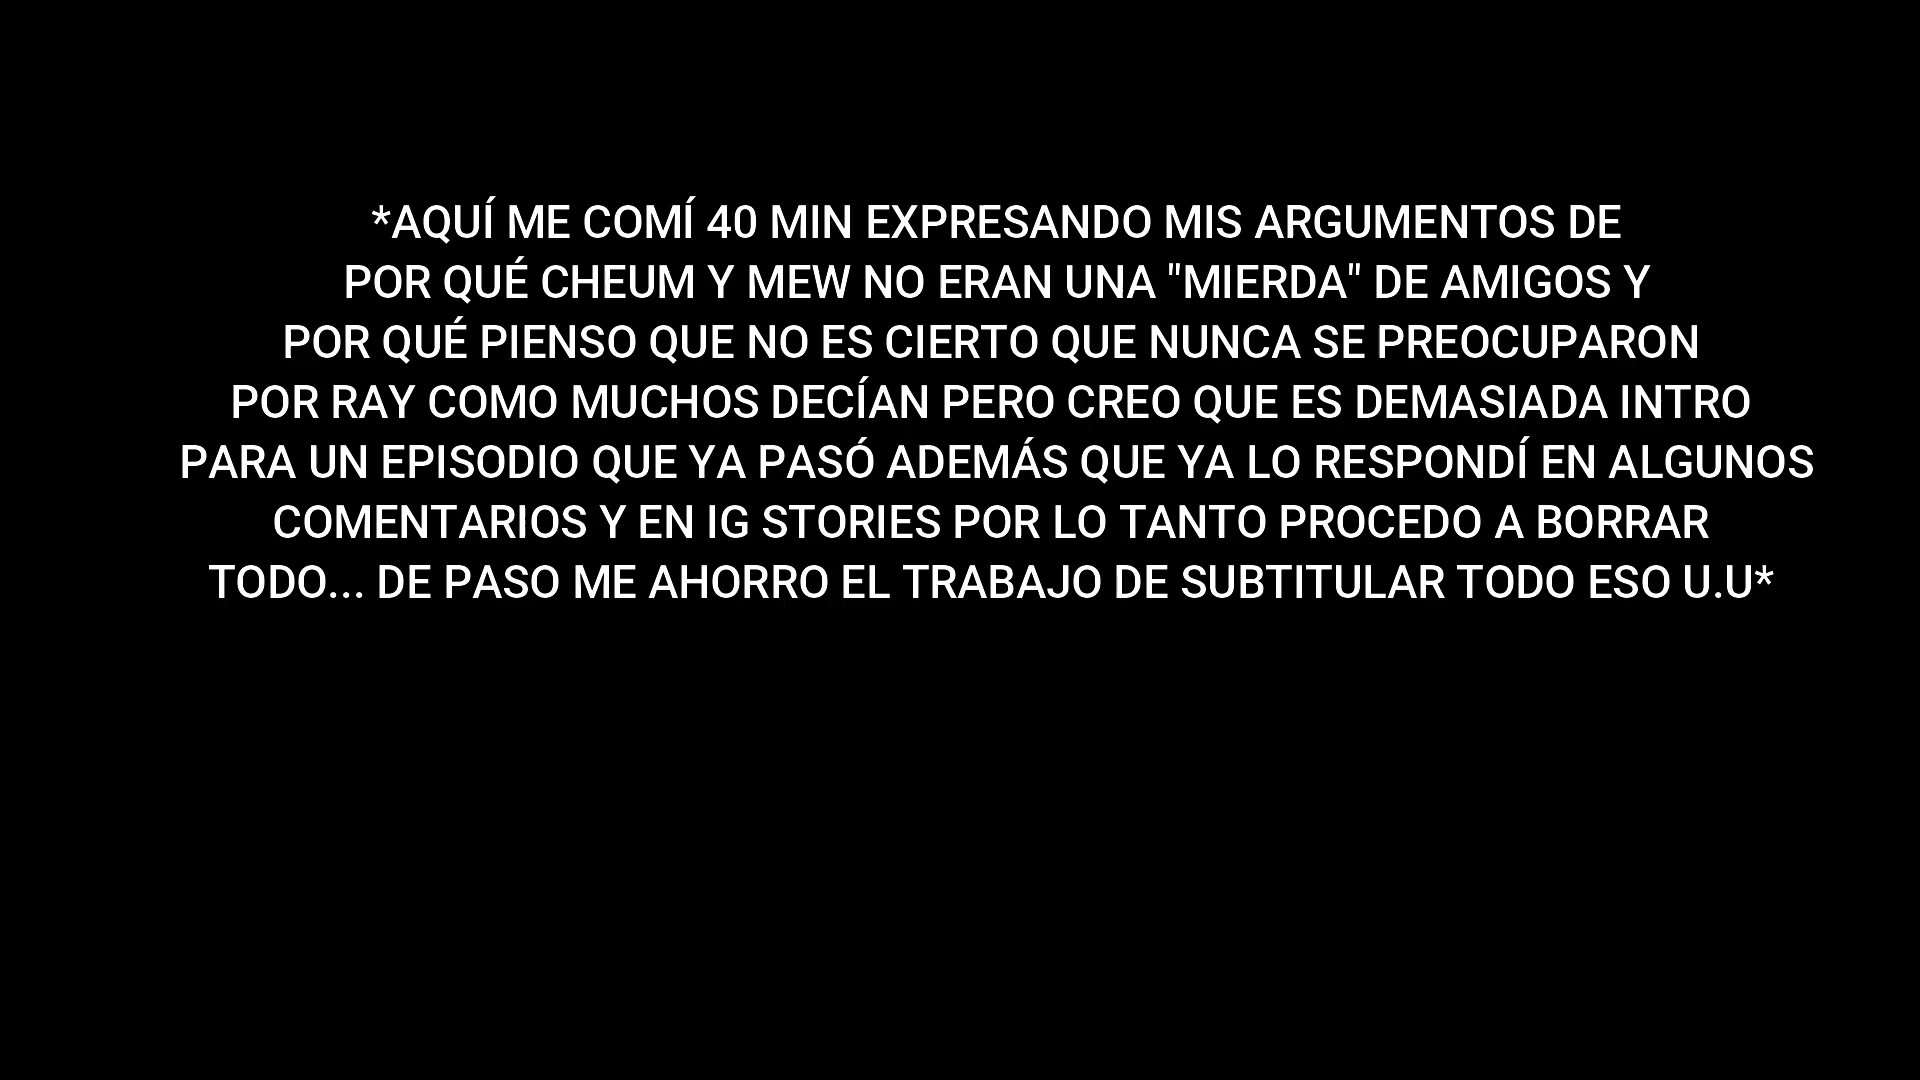 *AQUÍ ME COMÍ 40 MIN EXPRESANDO MIS ARGUMENTOS DE
POR QUÉ CHEUM Y MEW NO ERAN UNA "MIERDA" DE AMIGOS Y
POR QUÉ PIENSO QUE NO ES CIERTO QUE NUNCA SE PREOCUPARON
POR RAY COMO MUCHOS DECÍAN PERO CREO QUE ES DEMASIADA INTRO
PARA UN EPISODIO QUE YA PASÓ ADEMÁS QUE YA LO RESPONDÍ EN ALGUNOS
COMENTARIOS Y EN IG STORIES POR LO TANTO PROCEDO A BORRAR
TODO... DE PASO ME AHORRO EL TRABAJO DE SUBTITULAR TODO ESO U.U*